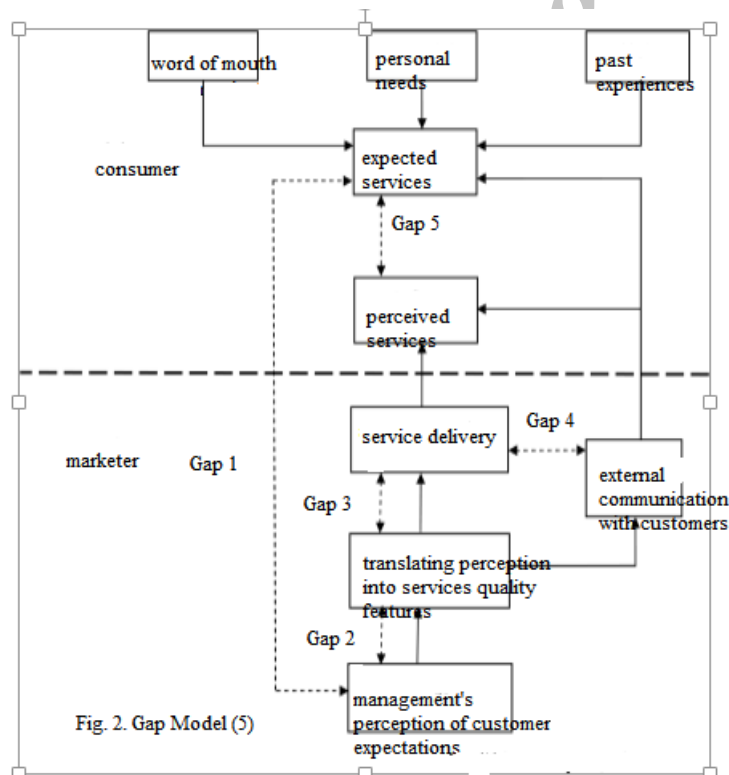 word of mouth
personal
needs
past
experiences
consumer
expected
services
Gap 5
perceived
services
service delivery
Gap 4
marketer
Gap 1
external
communication
with customers
Gap 3
translating perception
into services quality
features
Gap 2
management's
perception of customer
expectations
Fig. 2. Gap Model (5)